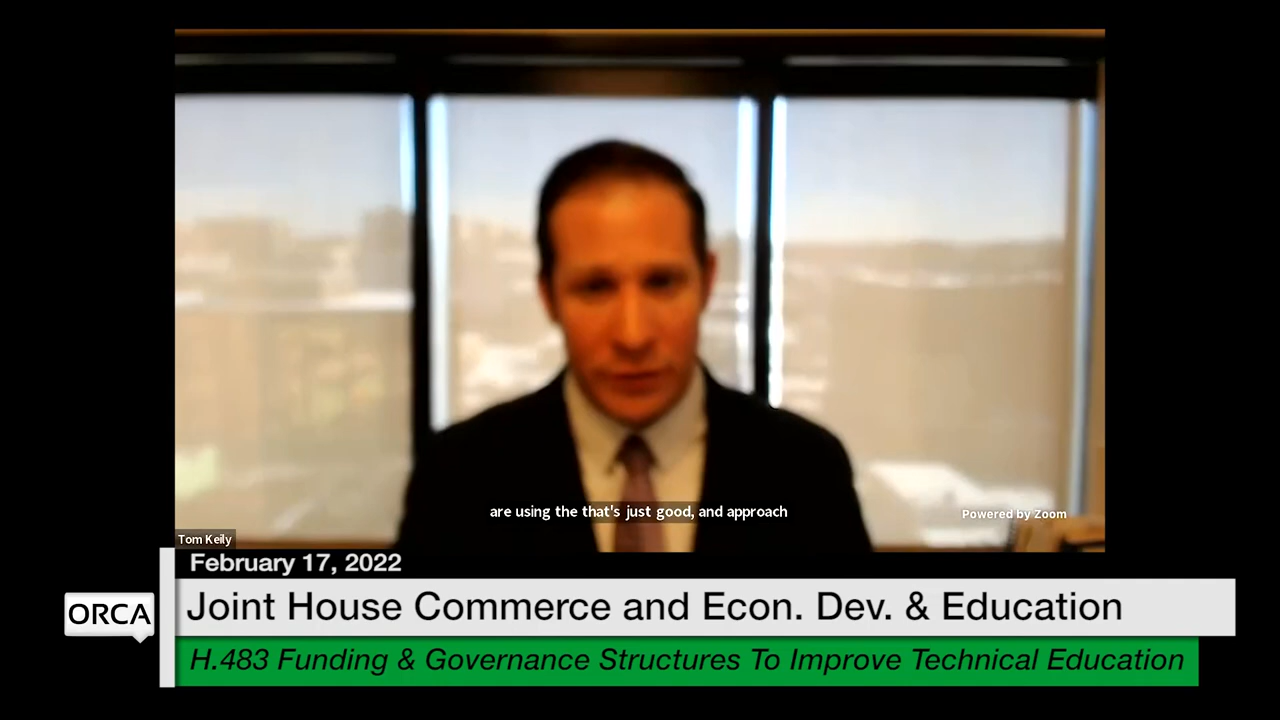 are using the that's just good, and approach
Powered by Zoom
Tom Keily
February 17, 2022
ORCA
Joint House Commerce and Econ. Dev. & Education
H.483 Funding & Governance Structures To Improve Technical Education